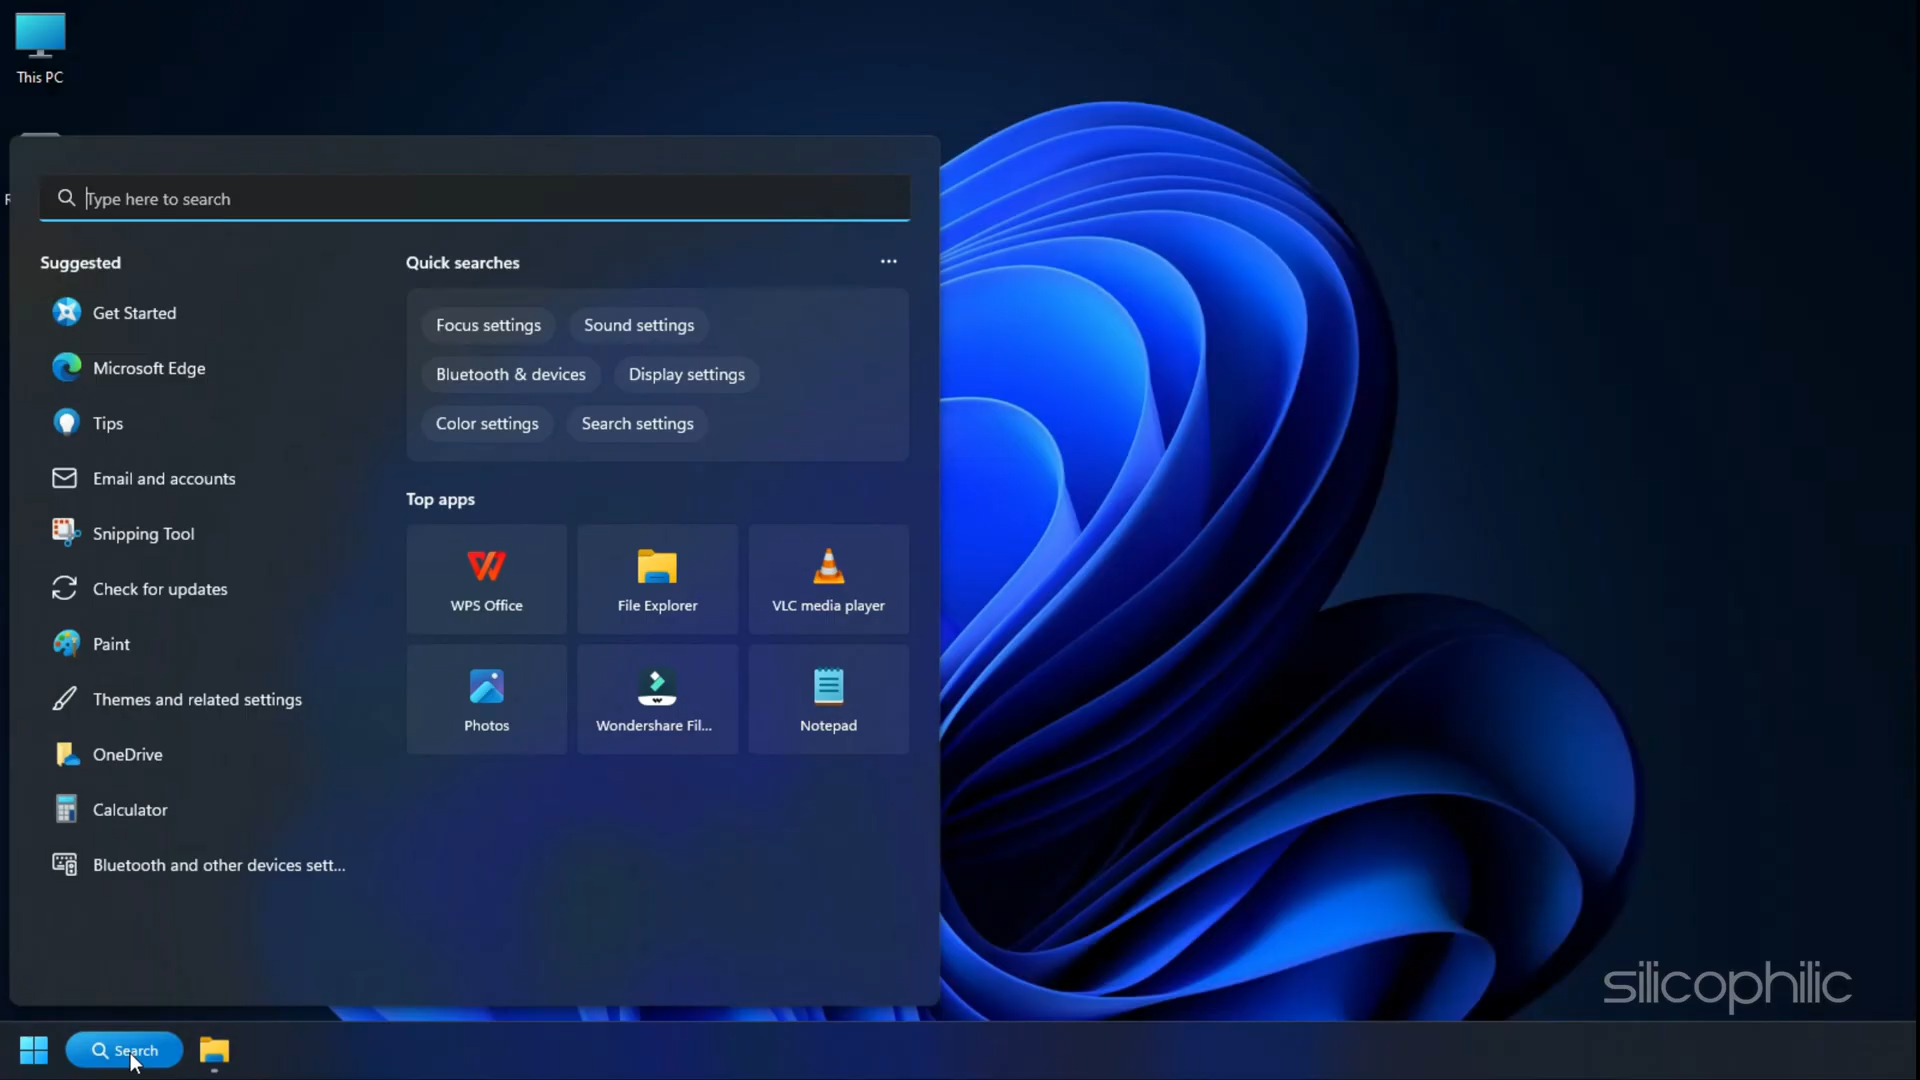 This PC
R
Type here to search
Suggested
Get Started
Microsoft Edge
Tips
Email and accounts
Snipping Tool
Check for updates
Paint
Themes and related settings
OneDrive
Calculator
Bluetooth and other devices sett...
Quick searches
Focus settings
Sound settings
Bluetooth & devices
Display settings
Color settings
Search settings
Top apps
WPS Office
File Explorer
VLC media player
Photos
Wondershare Fil...
Notepad
silicophilic
Search